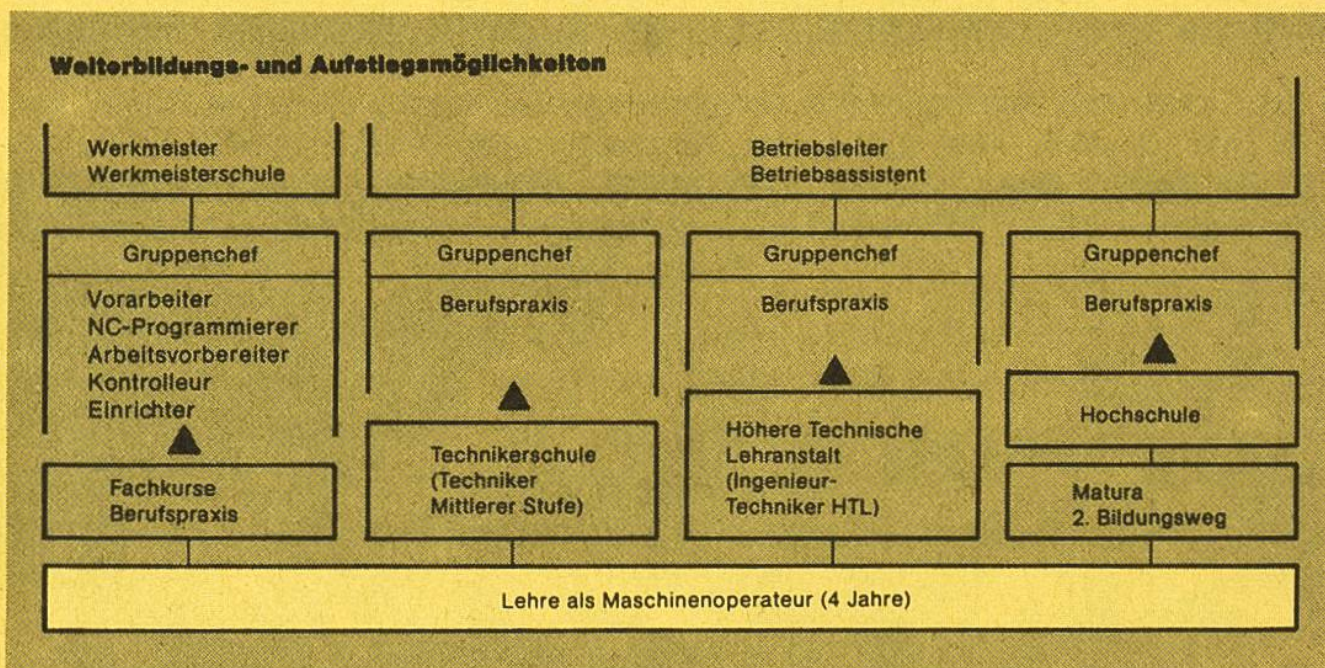 Weiterbildungs- und Aufstiegsmöglichkeiten
Werkmeister
Werkmeisterschule
Betriebsleiter
Betriebsassistent
Gruppenchef
Vorarbeiter
NC-Programmierer
Arbeitsvorbereiter
Kontrolleur
Einrichter
Fachkurse
Berufspraxis
Gruppenchef
Berufspraxis
Technikerschule
(Techniker
Mittlerer Stufe)
Gruppenchef
Berufspraxis
Höhere Technische
Lehranstalt
(Ingenieur-
Techniker HTL)
Gruppenchef
Berufspraxis
Hochschule
Matura
2. Bildungsweg
Lehre als Maschinenoperateur (4 Jahre)